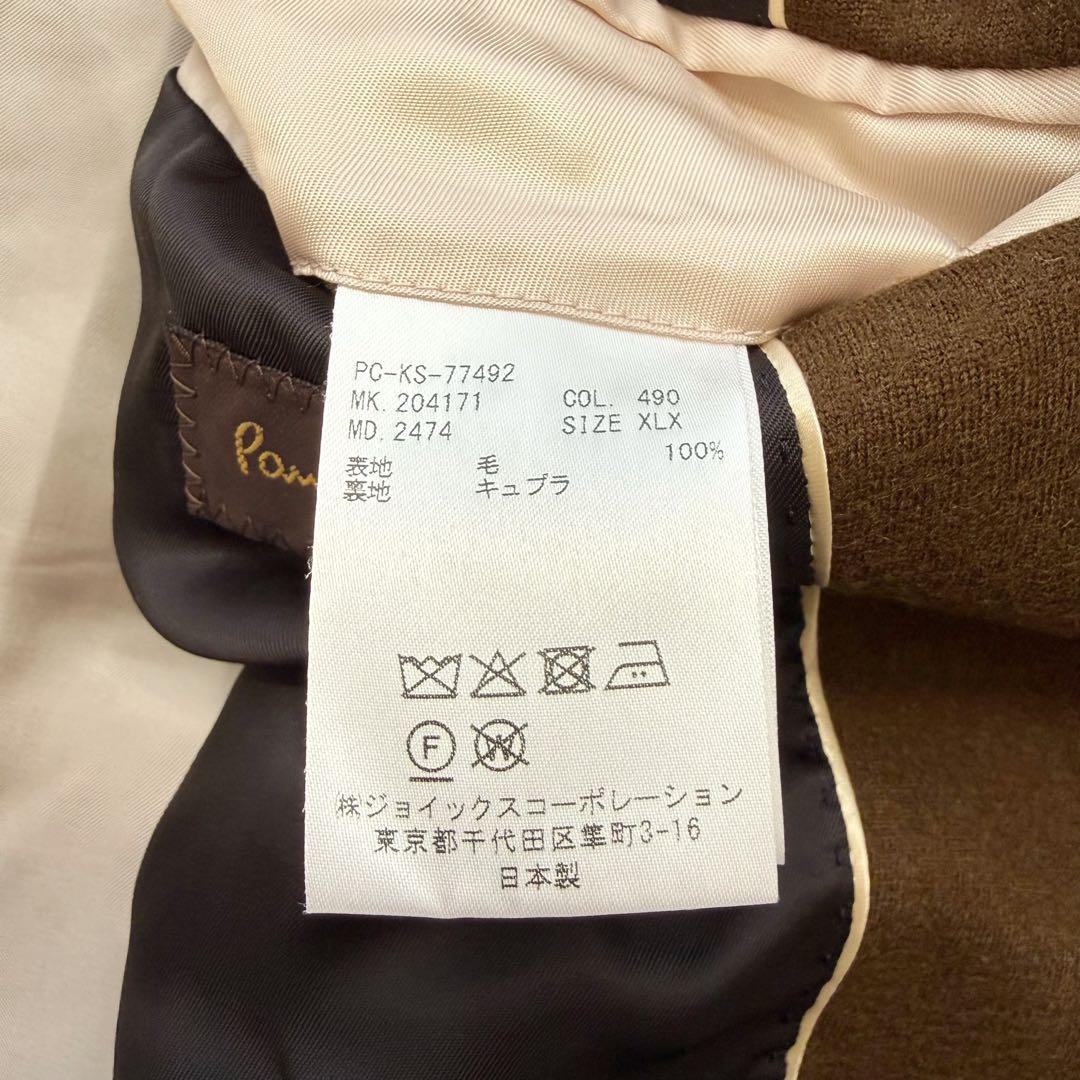 PC-KS-77492
MK. 204171 COL. 490
MD. 2474 SIZE XLX
表地 毛 100%
裏地 キュプラ
F
W
㈱ジョイックスコーポレーション
東京都千代田区隼町3-16
日本製